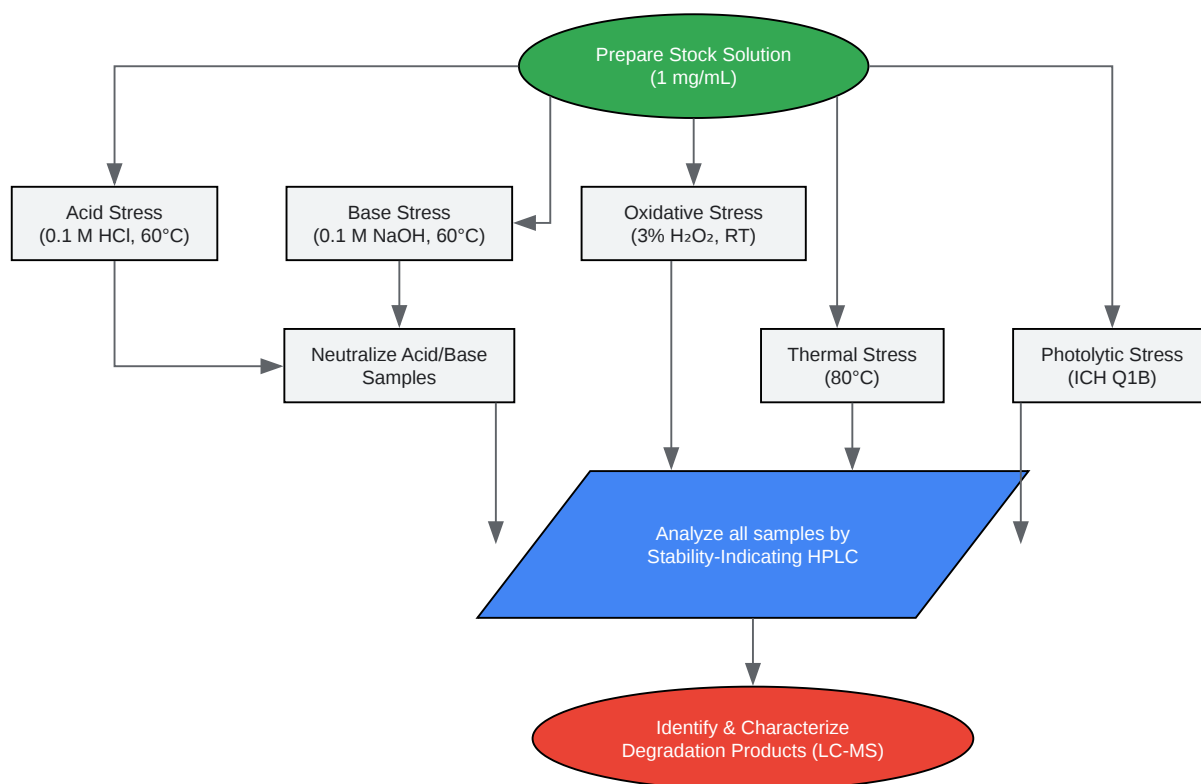 Prepare Stock Solution
(1 mg/mL)
Acid Stress
(0.1 M HCl, 60°C)
Base Stress
(0.1 M NaOH, 60°C)
Oxidative Stress
(3% H₂O₂, RT)
Neutralize Acid/Base
Samples
Thermal Stress
(80°C)
Photolytic Stress
(ICH Q1B)
Analyze all samples by
Stability-Indicating HPLC
Identify & Characterize
Degradation Products (LC-MS)